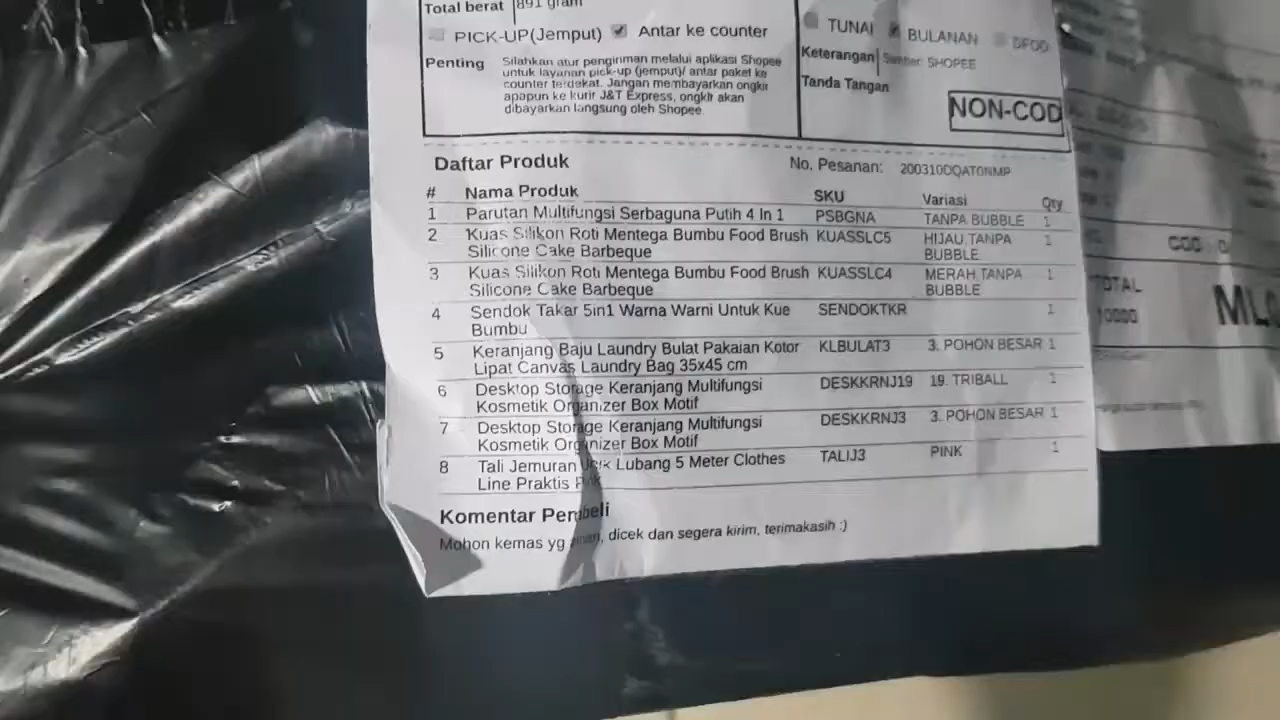 Total berat 891 gram
PICK-UP(Jemput) Antar ke counter
Penting Silahkan atur pengiriman melalui aplikasi Shopee
untuk layanan pick-up (jemput)/ antar paket ke
counter terdekat. Jangan membayarkan ongkir
apapun ke kurir J&T Express, ongkir akan
dibayarkan langsung oleh Shopee.
TUNAI BULANAN DFOD
Keterangan Sumber: SHOPEE
Tanda Tangan
NON-COD
Daftar Produk No. Pesanan:
# Nama Produk SKU Variasi Qty
1 Parutan Multifungsi Serbaguna Putih 4 In 1 PSBGNA TANPA BUBBLE 1
2 Kuas Silikon Roti Mentega Bumbu Food Brush KUASSLC5 HIJAU,TANPA 1
Silicone Cake Barbeque BUBBLE
3 Kuas Silikon Roti Mentega Bumbu Food Brush KUASSLC4 MERAH,TANPA 1
Silicone Cake Barbeque BUBBLE
4 Sendok Takar 5in1 Warna Warni Untuk Kue SENDOKTKR 1
Bumbu
5 Keranjang Baju Laundry Bulat Pakaian Kotor KLBULAT3 3. POHON BESAR 1
Lipat Canvas Laundry Bag 35x45 cm
6 Desktop Storage Keranjang Multifungsi DESKKRNJ19 19. TRIBALL 1
Kosmetik Organizer Box Motif
7 Desktop Storage Keranjang Multifungsi DESKKRNJ3 3. POHON BESAR 1
Kosmetik Organizer Box Motif
8 Tali Jemuran Lubang 5 Meter Clothes TALIJ3 PINK 1
Line Praktis
Komentar Pembeli
Mohon kemas yg dicek dan segera kirim, terimakasih :)
TOTAL
10000